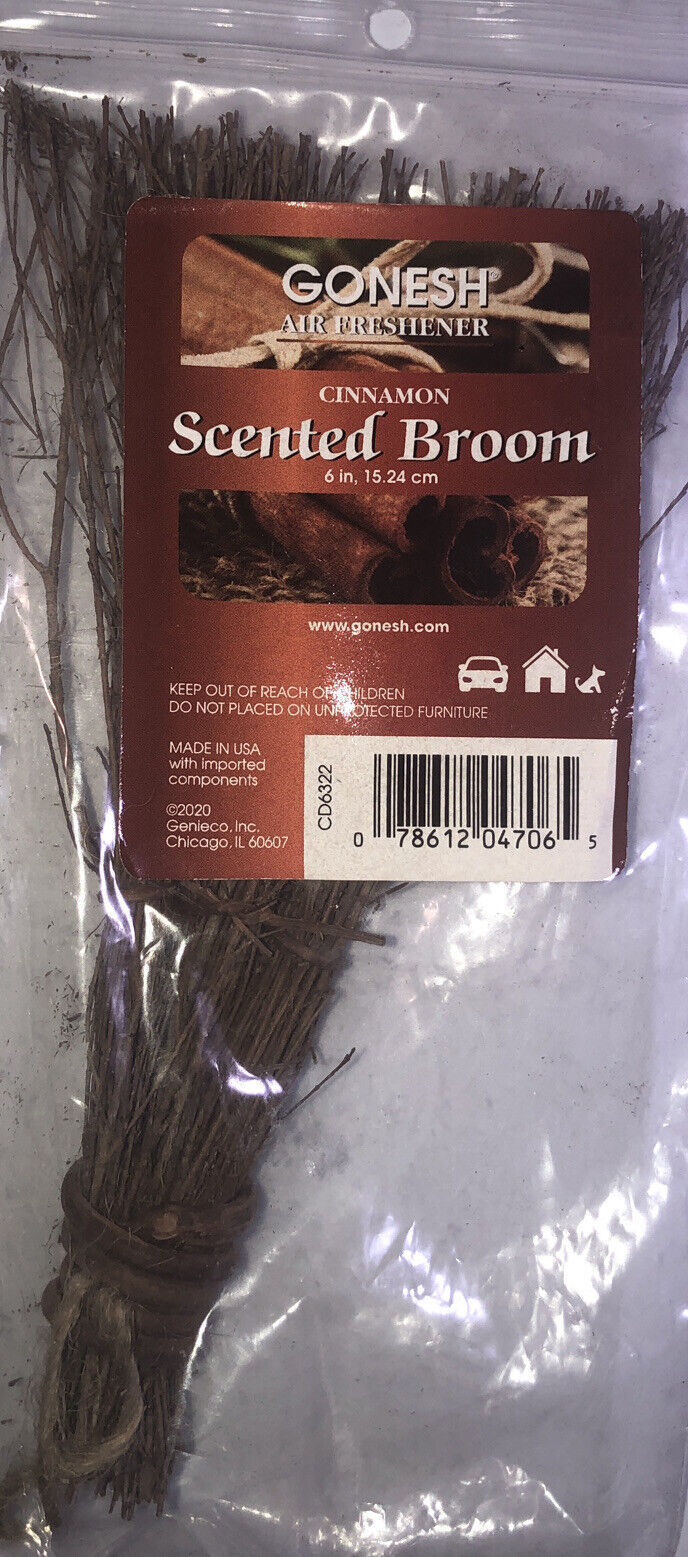 GONESH®
AIR FRESHENER
CINNAMON
Scented Broom
6 in, 15.24 cm
www.gonesh.com
KEEP OUT OF REACH OF CHILDREN
DO NOT PLACED ON UNPROTECTED FURNITURE
MADE IN USA
with imported
components
©2020
Genieco, Inc.
Chicago, IL 60607
CD6322
0 78612 04706 5